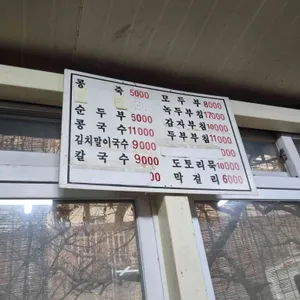 콩죽 5000
순두부 5000
콩국수 11000
김치말이국수 9000
칼국수 9000
모두부 8000
녹두부침 17000
감자부침 10000
두부부침 11000
도토리묵 10000
막걸리 6000